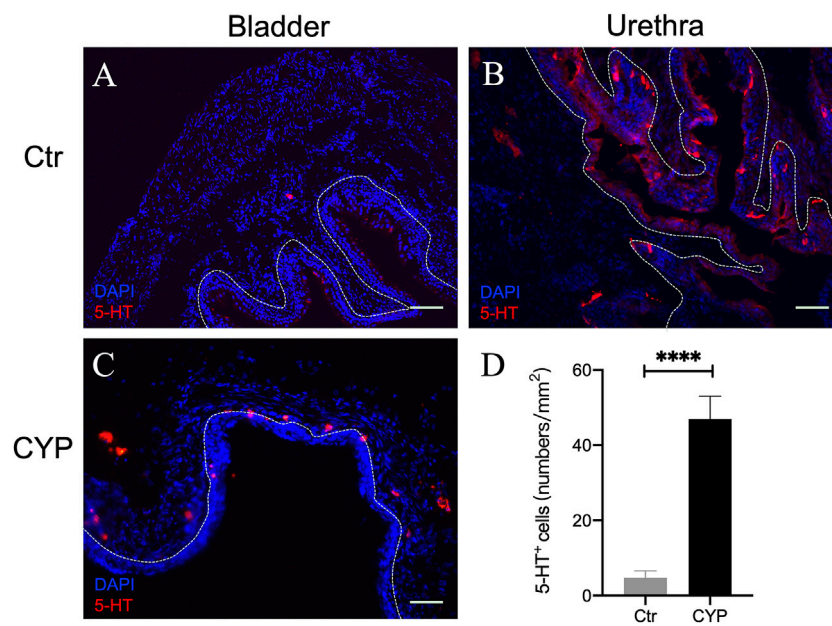 Bladder
Urethra
Ctr
A
DAPI
5-HT
B
DAPI
5-HT
CYP
C
DAPI
5-HT
D
5-HT⁺ cells (numbers/mm²)
****
60
40
20
0
Ctr
CYP